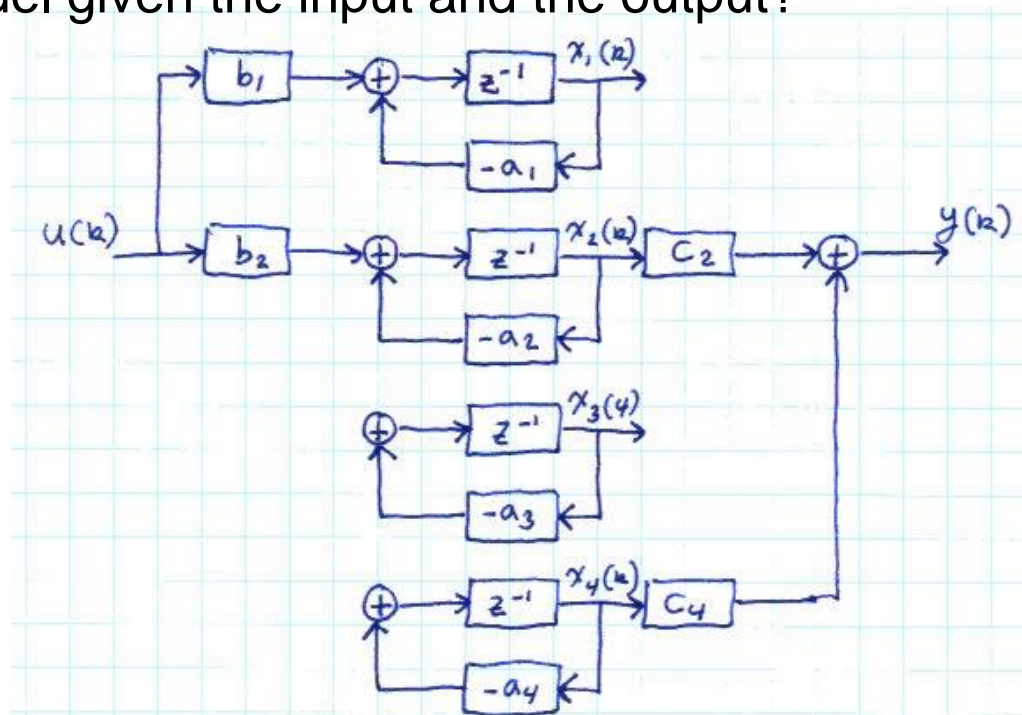 del given the input and the output?
x₁(k)
b₁ + z⁻¹
-a₁
u(k) b₂ + z⁻¹ x₂(k) C₂ + y(k)
-a₂
+ z⁻¹ x₃(4)
-a₃
+ z⁻¹ x₄(k) C₄
-a₄